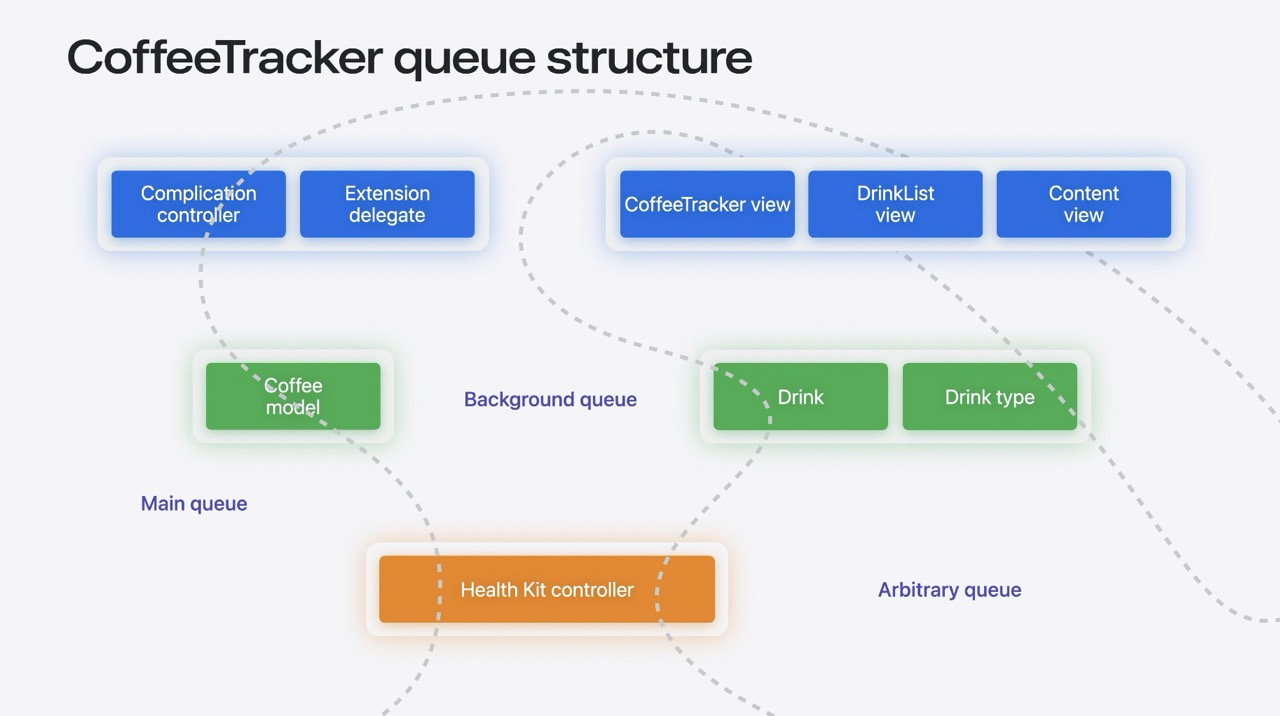 CoffeeTracker queue structure
Complication
controller
Extension
delegate
CoffeeTracker view
DrinkList
view
Content
view
Coffee
model
Background queue
Drink
Drink type
Main queue
Health Kit controller
Arbitrary queue